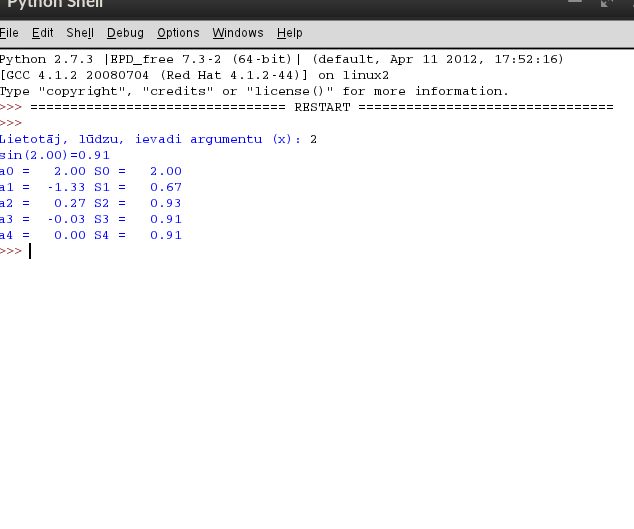 Python Shell
File Edit Shell Debug Options Windows Help
Python 2.7.3 |EPD_free 7.3-2 (64-bit)| (default, Apr 11 2012, 17:52:16)
[GCC 4.1.2 20080704 (Red Hat 4.1.2-44)] on linux2
Type "copyright", "credits" or "license()" for more information.
>>> ================================ RESTART ================================
>>>
Lietotāj, lūdzu, ievadi argumentu (x): 2
sin(2.00)=0.91
a0 =   2.00 S0 =   2.00
a1 =  -1.33 S1 =   0.67
a2 =   0.27 S2 =   0.93
a3 =  -0.03 S3 =   0.91
a4 =   0.00 S4 =   0.91
>>>